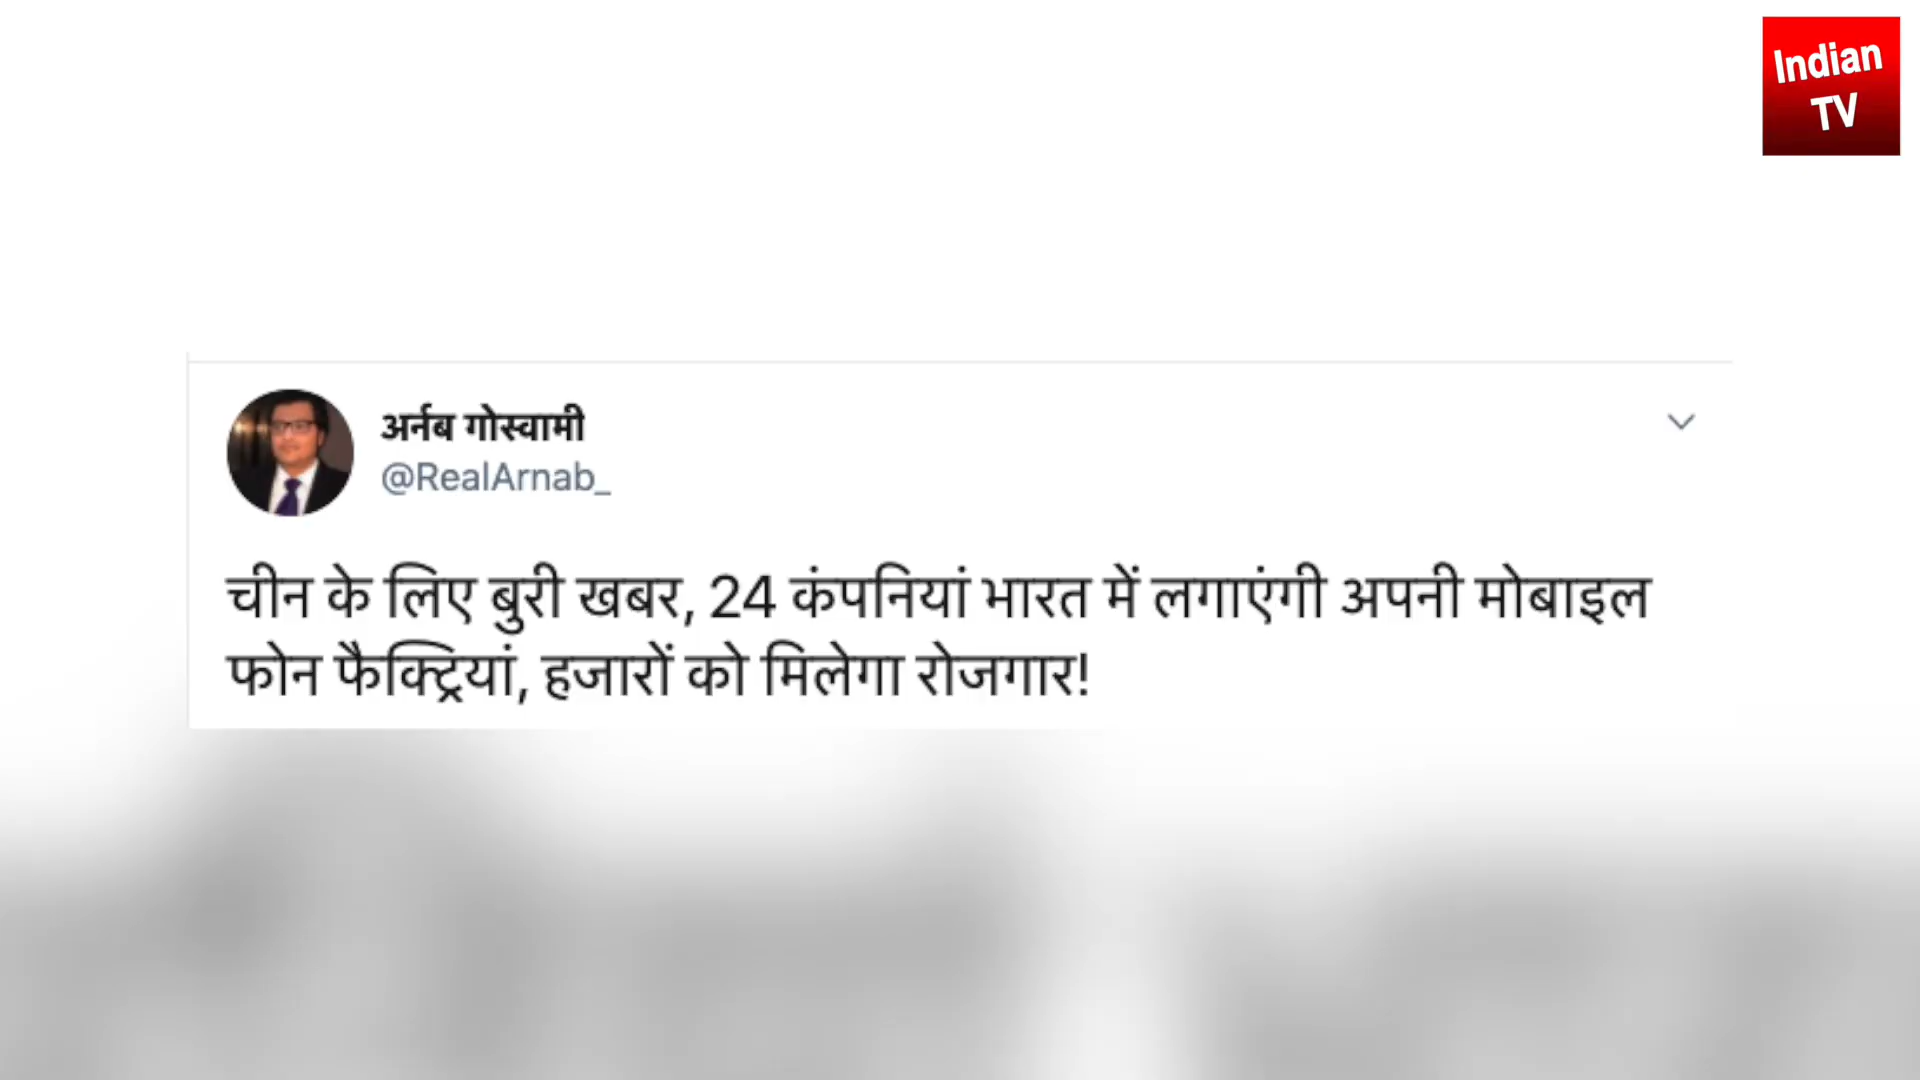 Indian
TV
अर्नब गोस्वामी
@RealArnab_
चीन के लिए बुरी खबर, 24 कंपनियां भारत में लगाएंगी अपनी मोबाइल
फोन फैक्ट्रियां, हजारों को मिलेगा रोजगार!